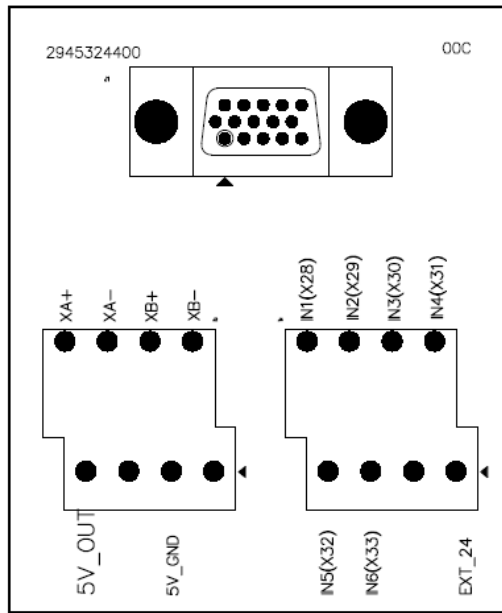 2945324400
OOC
XA+
XA-
XB+
XB-
IN1(X28)
IN2(X29)
IN3(X30)
IN4(X31)
5V_OUT
5V_GND
IN5(X32)
IN6(X33)
EXT_24